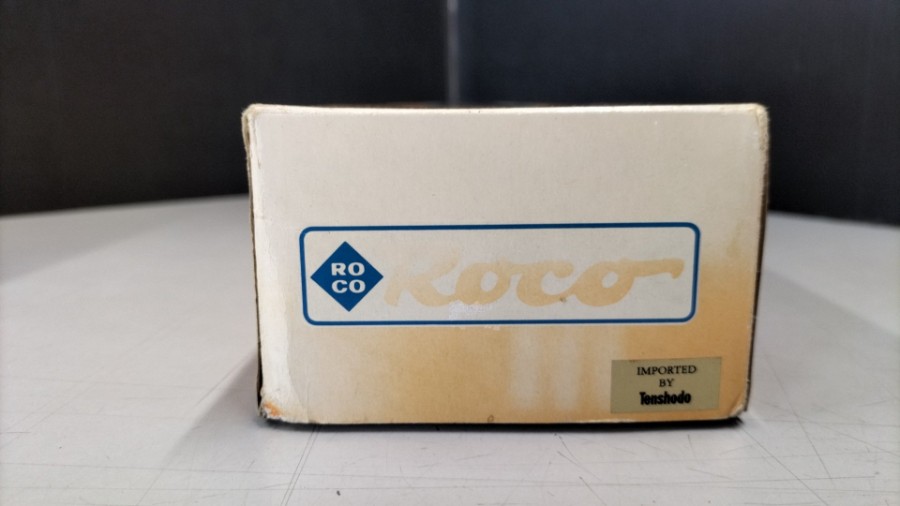 RO
CO
Roco
IMPORTED
BY
Tenshodo